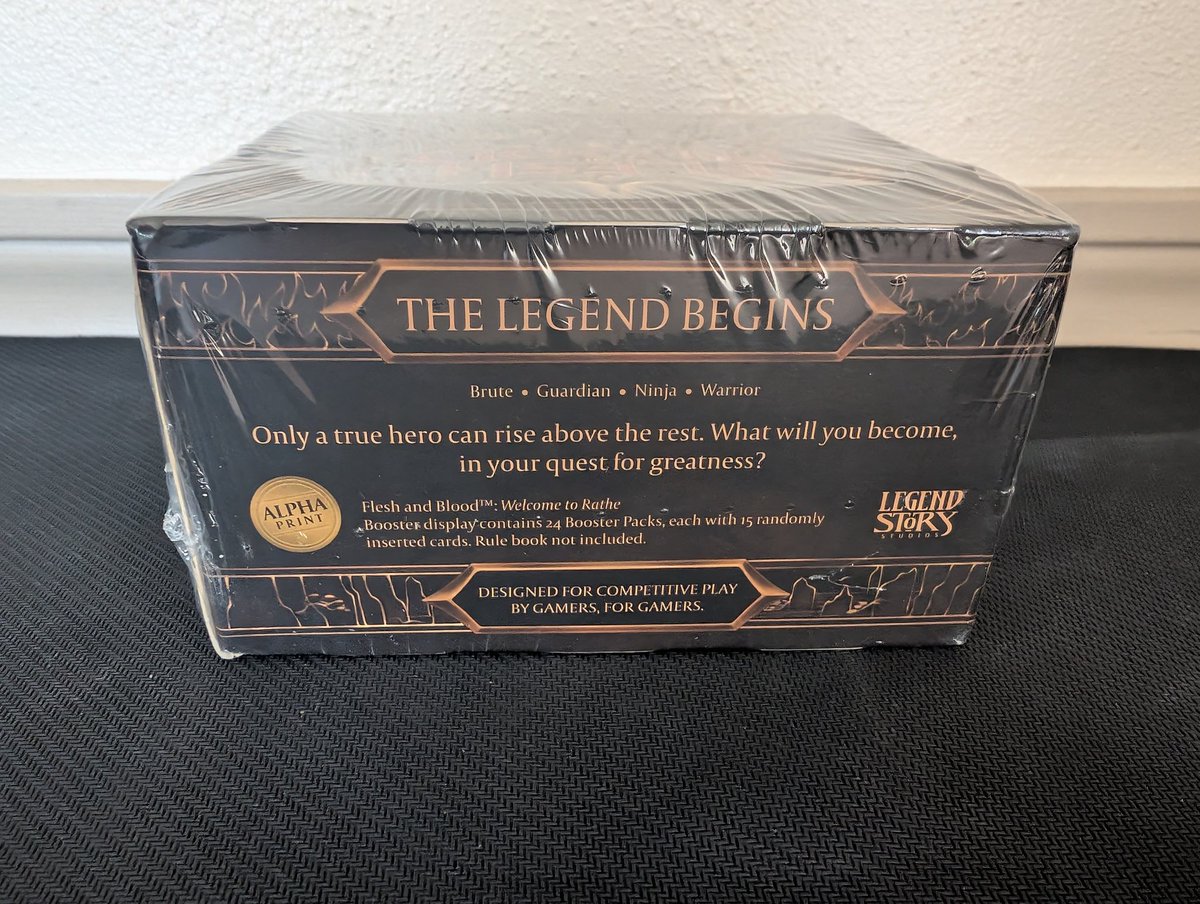 THE LEGEND BEGINS
Brute • Guardian • Ninja • Warrior
Only a true hero can rise above the rest. What will you become,
in your quest for greatness?
ALPHA
PRINT
Flesh and Blood™: Welcome to Rathe
Booster display contains 24 Booster Packs, each with 15 randomly
inserted cards. Rule book not included.
LEGEND
STORY
STUDIOS
DESIGNED FOR COMPETITIVE PLAY
BY GAMERS, FOR GAMERS.